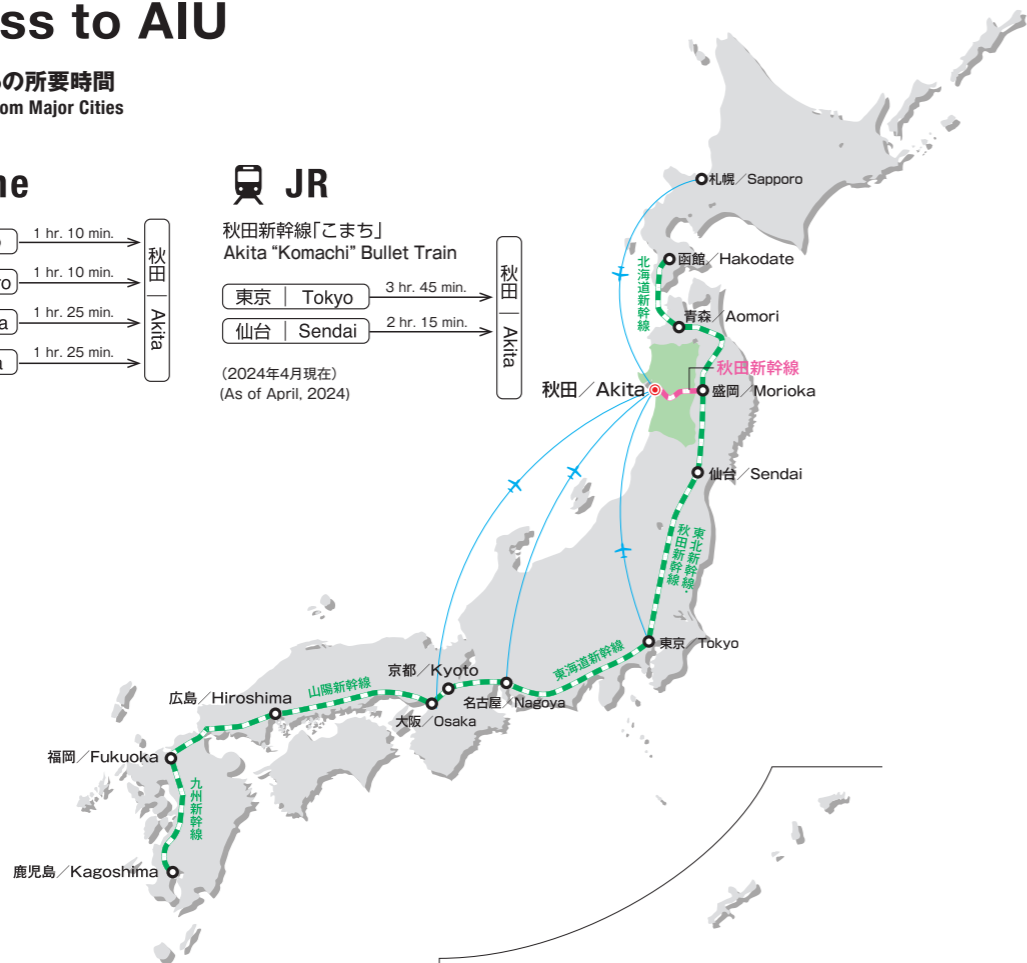 ss to AIU
の所要時間
om Major Cities
ne
1 hr. 10 min.
ro
1 hr. 10 min.
a
1 hr. 25 min.
a
1 hr. 25 min.
秋田｜Akita
JR
秋田新幹線「こまち」
Akita “Komachi” Bullet Train
東京｜Tokyo
3 hr. 45 min.
仙台｜Sendai
2 hr. 15 min.
秋田｜Akita
(2024年4月現在)
(As of April, 2024)
札幌／Sapporo
函館／Hakodate
北海道新幹線
青森／Aomori
秋田新幹線
秋田／Akita
盛岡／Morioka
仙台／Sendai
東北新幹線・
秋田新幹線
東京／Tokyo
東海道新幹線
京都／Kyoto
名古屋／Nagoya
大阪／Osaka
山陽新幹線
広島／Hiroshima
福岡／Fukuoka
九州新幹線
鹿児島／Kagoshima